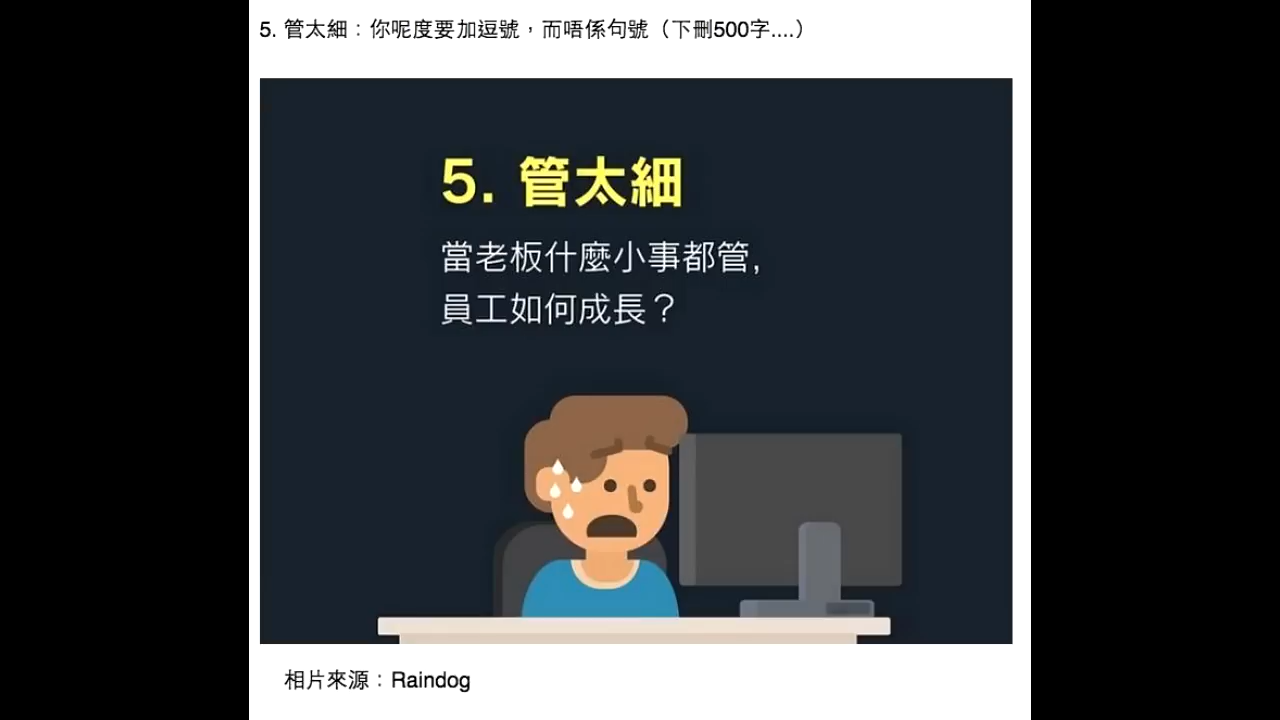 5. 管太細：你呢度要加逗號，而唔係句號（下刪500字....）
5. 管太細
當老板什麼小事都管,
員工如何成長？
相片來源：Raindog